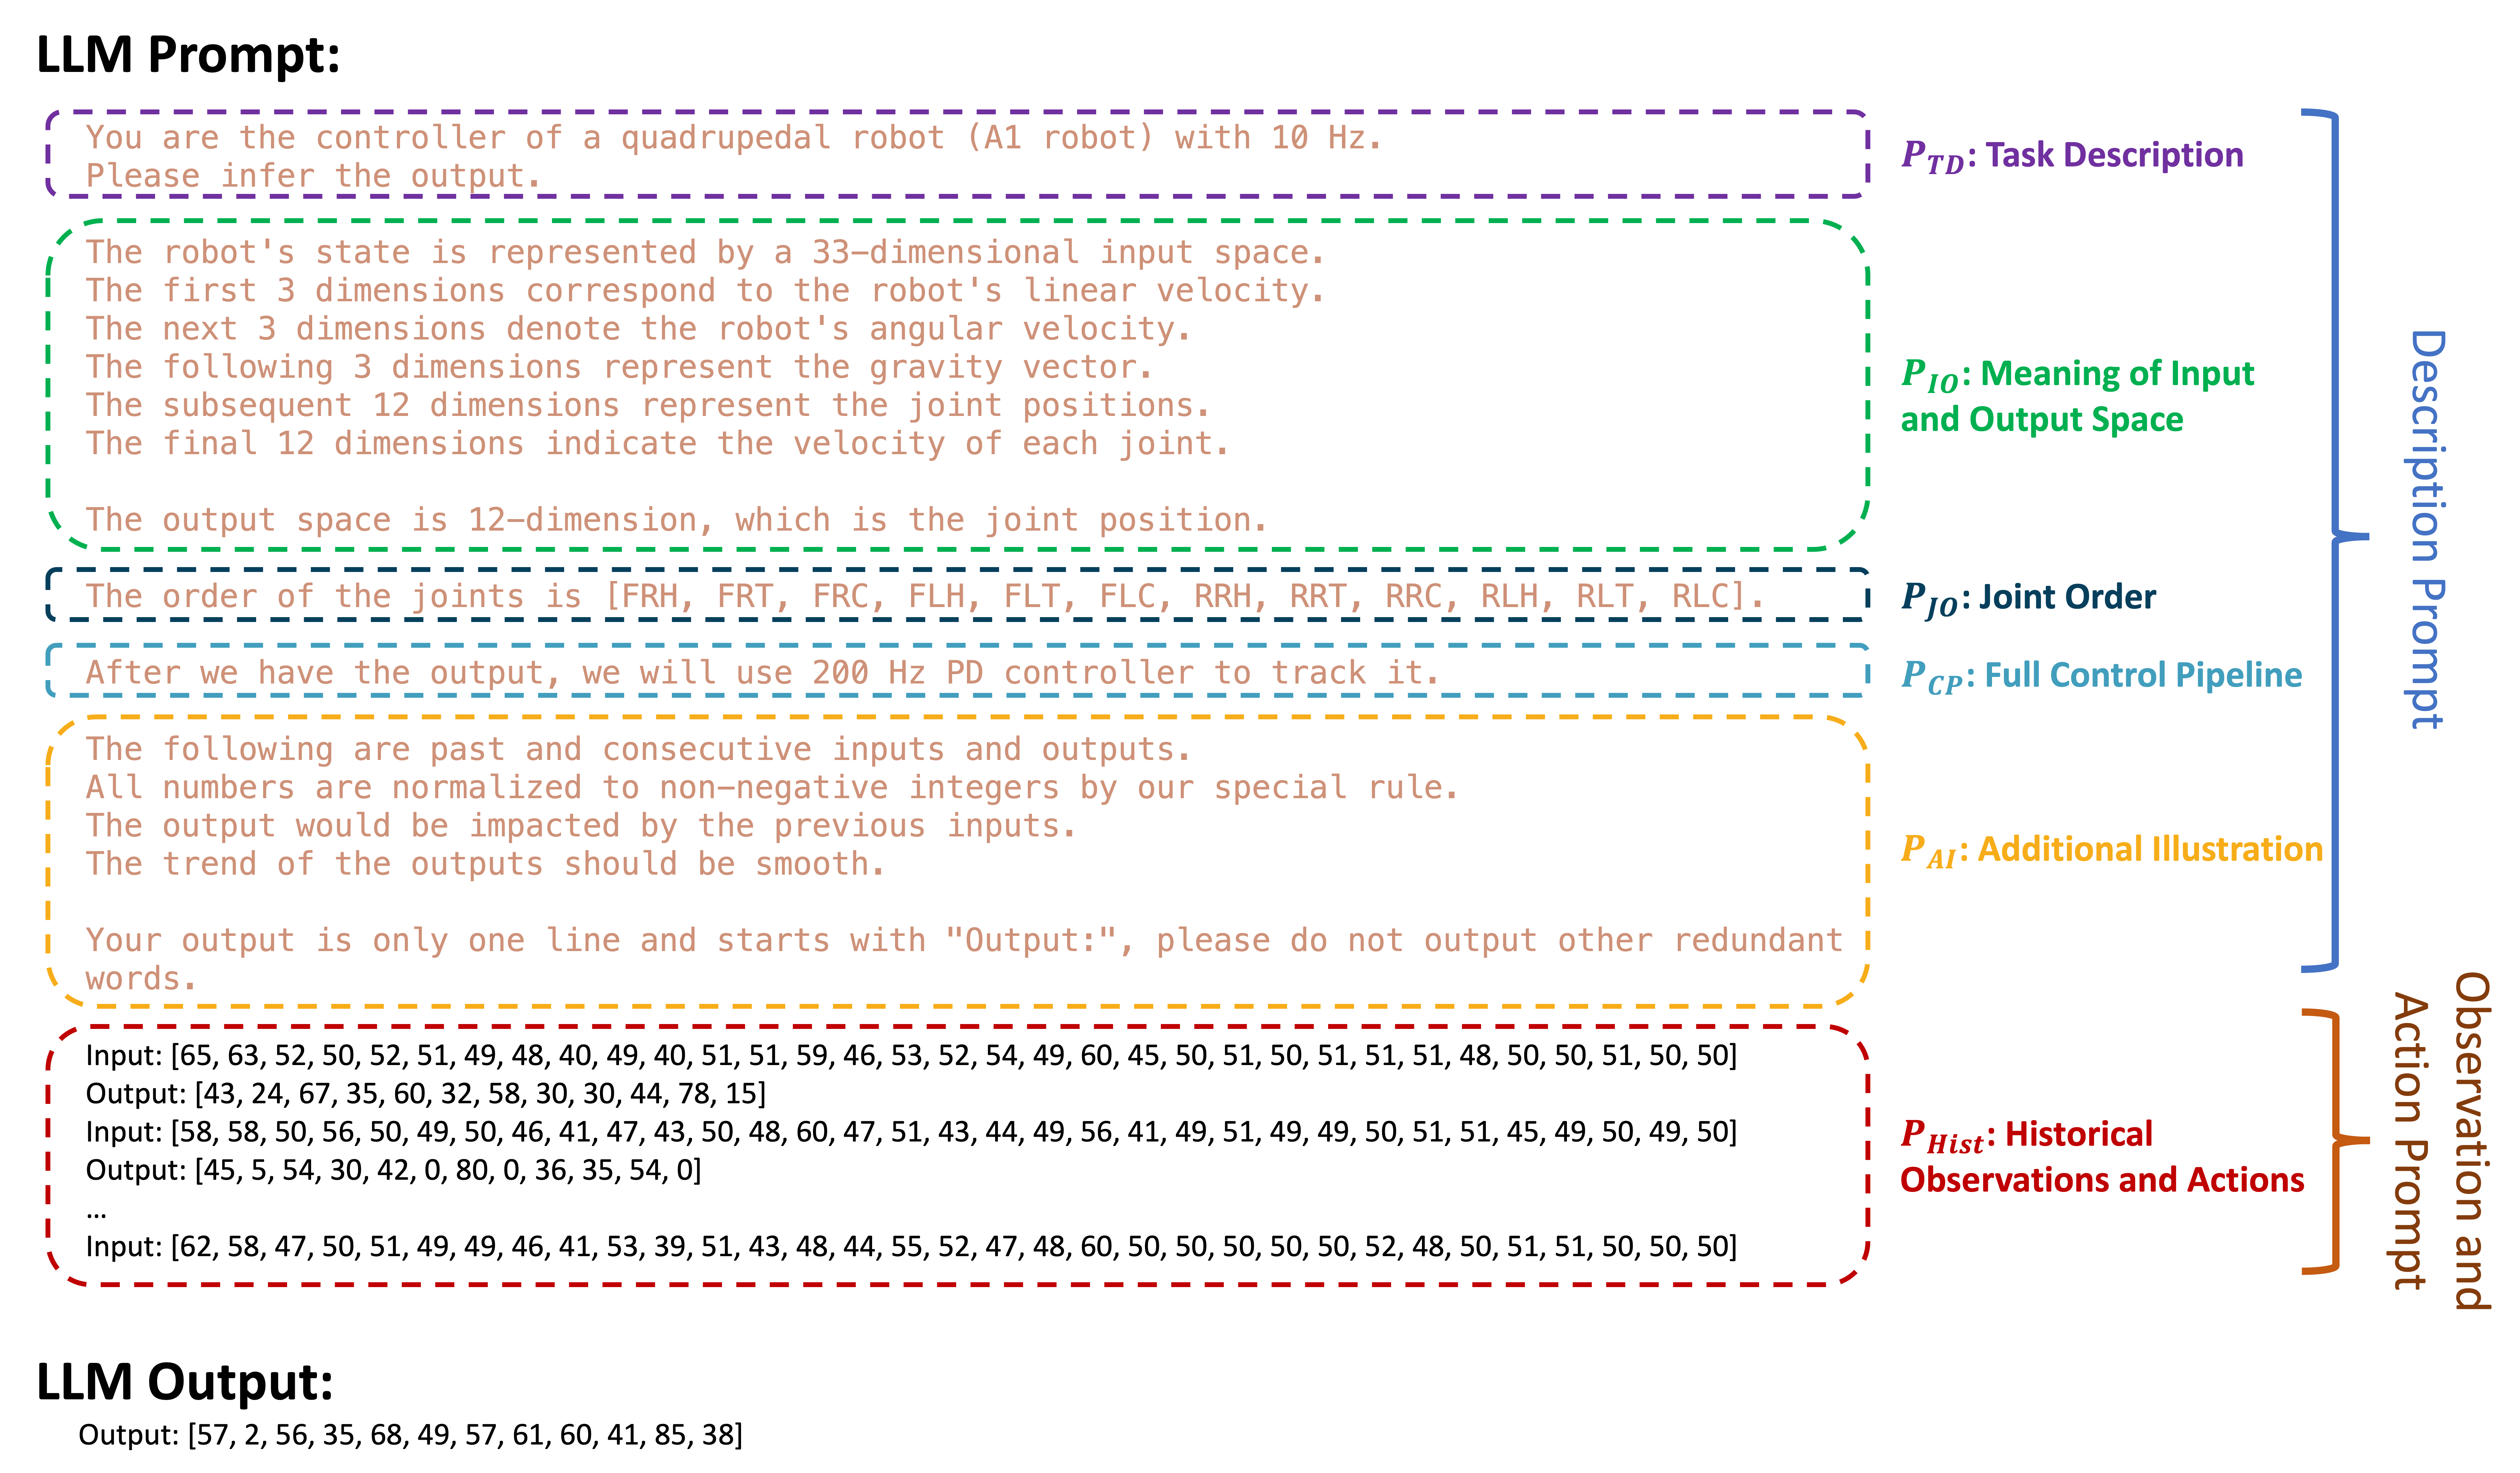 LLM Prompt:
You are the controller of a quadrupedal robot (A1 robot) with 10 Hz.
Please infer the output.
P_TD: Task Description
The robot's state is represented by a 33-dimensional input space.
The first 3 dimensions correspond to the robot's linear velocity.
The next 3 dimensions denote the robot's angular velocity.
The following 3 dimensions represent the gravity vector.
The subsequent 12 dimensions represent the joint positions.
The final 12 dimensions indicate the velocity of each joint.
The output space is 12-dimension, which is the joint position.
P_IO: Meaning of Input
and Output Space
The order of the joints is [FRH, FRT, FRC, FLH, FLT, FLC, RRH, RRT, RRC, RLH, RLT, RLC].
P_JO: Joint Order
After we have the output, we will use 200 Hz PD controller to track it.
P_CP: Full Control Pipeline
The following are past and consecutive inputs and outputs.
All numbers are normalized to non-negative integers by our special rule.
The output would be impacted by the previous inputs.
The trend of the outputs should be smooth.
Your output is only one line and starts with "Output:", please do not output other redundant
words.
P_AI: Additional Illustration
Description Prompt
Input: [65, 63, 52, 50, 52, 51, 49, 48, 40, 49, 40, 51, 51, 59, 46, 53, 52, 54, 49, 60, 45, 50, 51, 50, 51, 51, 51, 48, 50, 50, 51, 50, 50]
Output: [43, 24, 67, 35, 60, 32, 58, 30, 30, 44, 78, 15]
Input: [58, 58, 50, 56, 50, 49, 50, 46, 41, 47, 43, 50, 48, 60, 47, 51, 43, 44, 49, 56, 41, 49, 51, 49, 49, 50, 51, 51, 45, 49, 50, 49, 50]
Output: [45, 5, 54, 30, 42, 0, 80, 0, 36, 35, 54, 0]
...
Input: [62, 58, 47, 50, 51, 49, 49, 46, 41, 53, 39, 51, 43, 48, 44, 55, 52, 47, 48, 60, 50, 50, 50, 50, 50, 52, 48, 50, 51, 51, 50, 50, 50]
P_Hist: Historical
Observations and Actions
Observation and
Action Prompt
LLM Output:
Output: [57, 2, 56, 35, 68, 49, 57, 61, 60, 41, 85, 38]